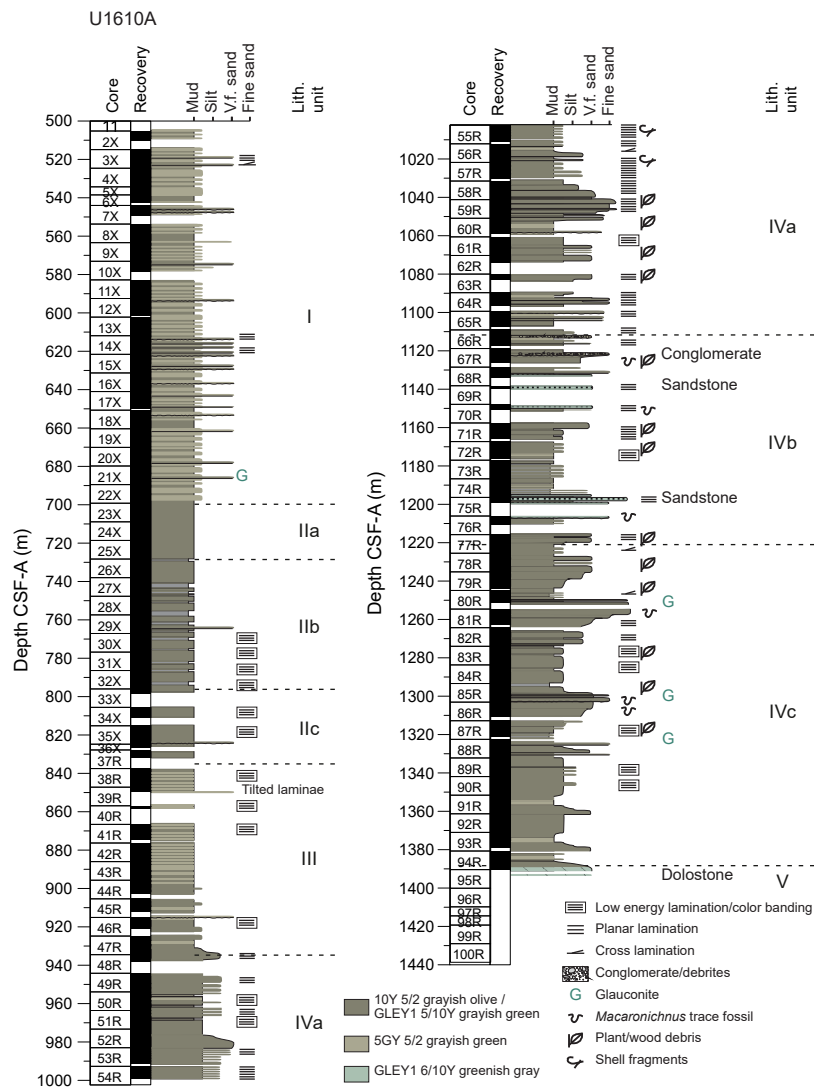 U1610A
Core
Recovery
Mud
Silt
V.f. sand
Fine sand
Lith.
unit
Depth CSF-A (m)
500
520
540
560
580
600
620
640
660
680
700
720
740
760
780
800
820
840
860
880
900
920
940
960
980
1000
11
2X
3X
4X
5X
6X
7X
8X
9X
10X
11X
12X
13X
14X
15X
16X
17X
18X
19X
20X
21X
22X
23X
24X
25X
26X
27X
28X
29X
30X
31X
32X
33X
34X
35X
36X
37R
38R
39R
40R
41R
42R
43R
44R
45R
46R
47R
48R
49R
50R
51R
52R
53R
54R
G
Tilted laminae
I
IIa
IIb
IIc
III
IVa
10Y 5/2 grayish olive /
GLEY1 5/10Y grayish green
5GY 5/2 grayish green
GLEY1 6/10Y greenish gray
Core
Recovery
Mud
Silt
V.f. sand
Fine sand
Lith.
unit
Depth CSF-A (m)
1020
1040
1060
1080
1100
1120
1140
1160
1180
1200
1220
1240
1260
1280
1300
1320
1340
1360
1380
1400
1420
1440
55R
56R
57R
58R
59R
60R
61R
62R
63R
64R
65R
66R
67R
68R
69R
70R
71R
72R
73R
74R
75R
76R
77R
78R
79R
80R
81R
82R
83R
84R
85R
86R
87R
88R
89R
90R
91R
92R
93R
94R
95R
96R
97R
98R
99R
100R
IVa
Conglomerate
Sandstone
IVb
Sandstone
G
G
IVc
G
Dolostone
V
Low energy lamination/color banding
Planar lamination
Cross lamination
Conglomerate/debrites
G Glauconite
Macaronichnus trace fossil
Plant/wood debris
Shell fragments